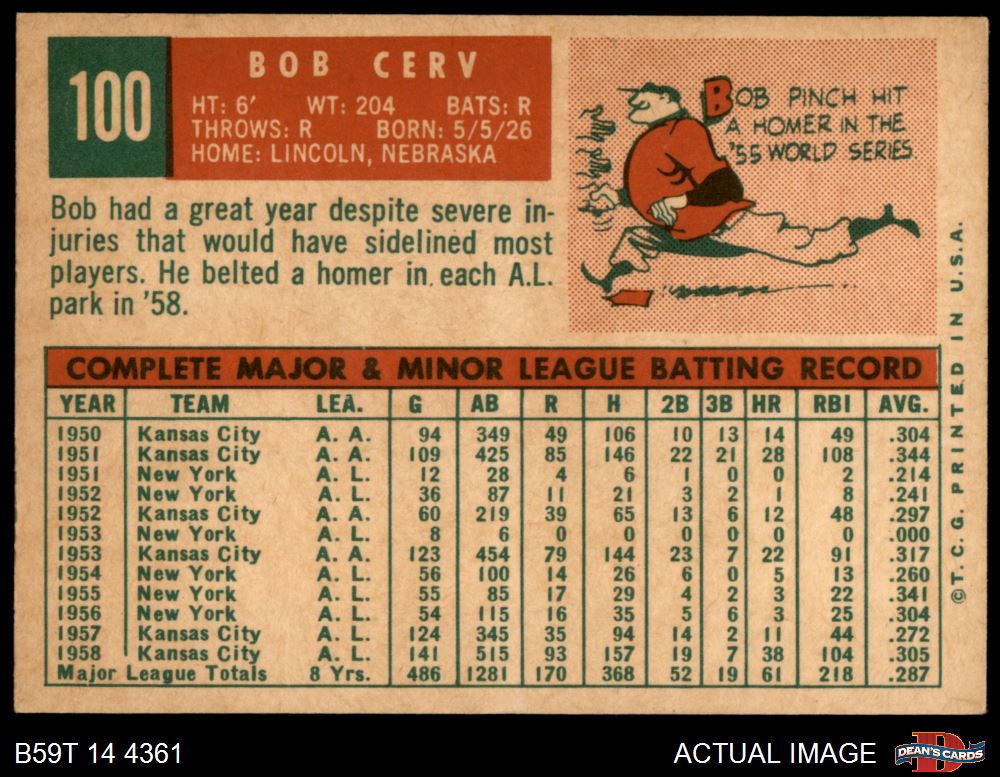 100
BOB CERV
HT: 6' WT: 204 BATS: R
THROWS: R BORN: 5/5/26
HOME: LINCOLN, NEBRASKA
Bob had a great year despite severe in-
juries that would have sidelined most
players. He belted a homer in each A.L.
park in '58.
BOB PINCH HIT
A HOMER IN THE
'55 WORLD SERIES
COMPLETE MAJOR & MINOR LEAGUE BATTING RECORD
YEAR TEAM LEA. G AB R H 2B 3B HR RBI AVG.
1950 Kansas City A. A. 94 349 49 106 10 13 14 49 .304
1951 Kansas City A. A. 109 425 85 146 22 21 28 108 .344
1951 New York A. L. 12 28 4 6 1 0 0 2 .214
1952 New York A. L. 36 87 11 21 3 2 1 8 .241
1952 Kansas City A. A. 60 219 39 65 13 6 12 48 .297
1953 New York A. L. 8 6 0 0 0 0 0 0 .000
1953 Kansas City A. A. 123 454 79 144 23 7 22 91 .317
1954 New York A. L. 56 100 14 26 6 0 5 13 .260
1955 New York A. L. 55 85 17 29 4 2 3 22 .341
1956 New York A. L. 54 115 16 35 5 6 3 25 .304
1957 Kansas City A. L. 124 345 35 94 14 2 11 44 .272
1958 Kansas City A. L. 141 515 93 157 19 7 38 104 .305
Major League Totals 8 Yrs. 486 1281 170 368 52 19 61 218 .287
© T. C. G. PRINTED IN U.S.A.
B59T 14 4361
ACTUAL IMAGE
D
DEAN'S CARDS